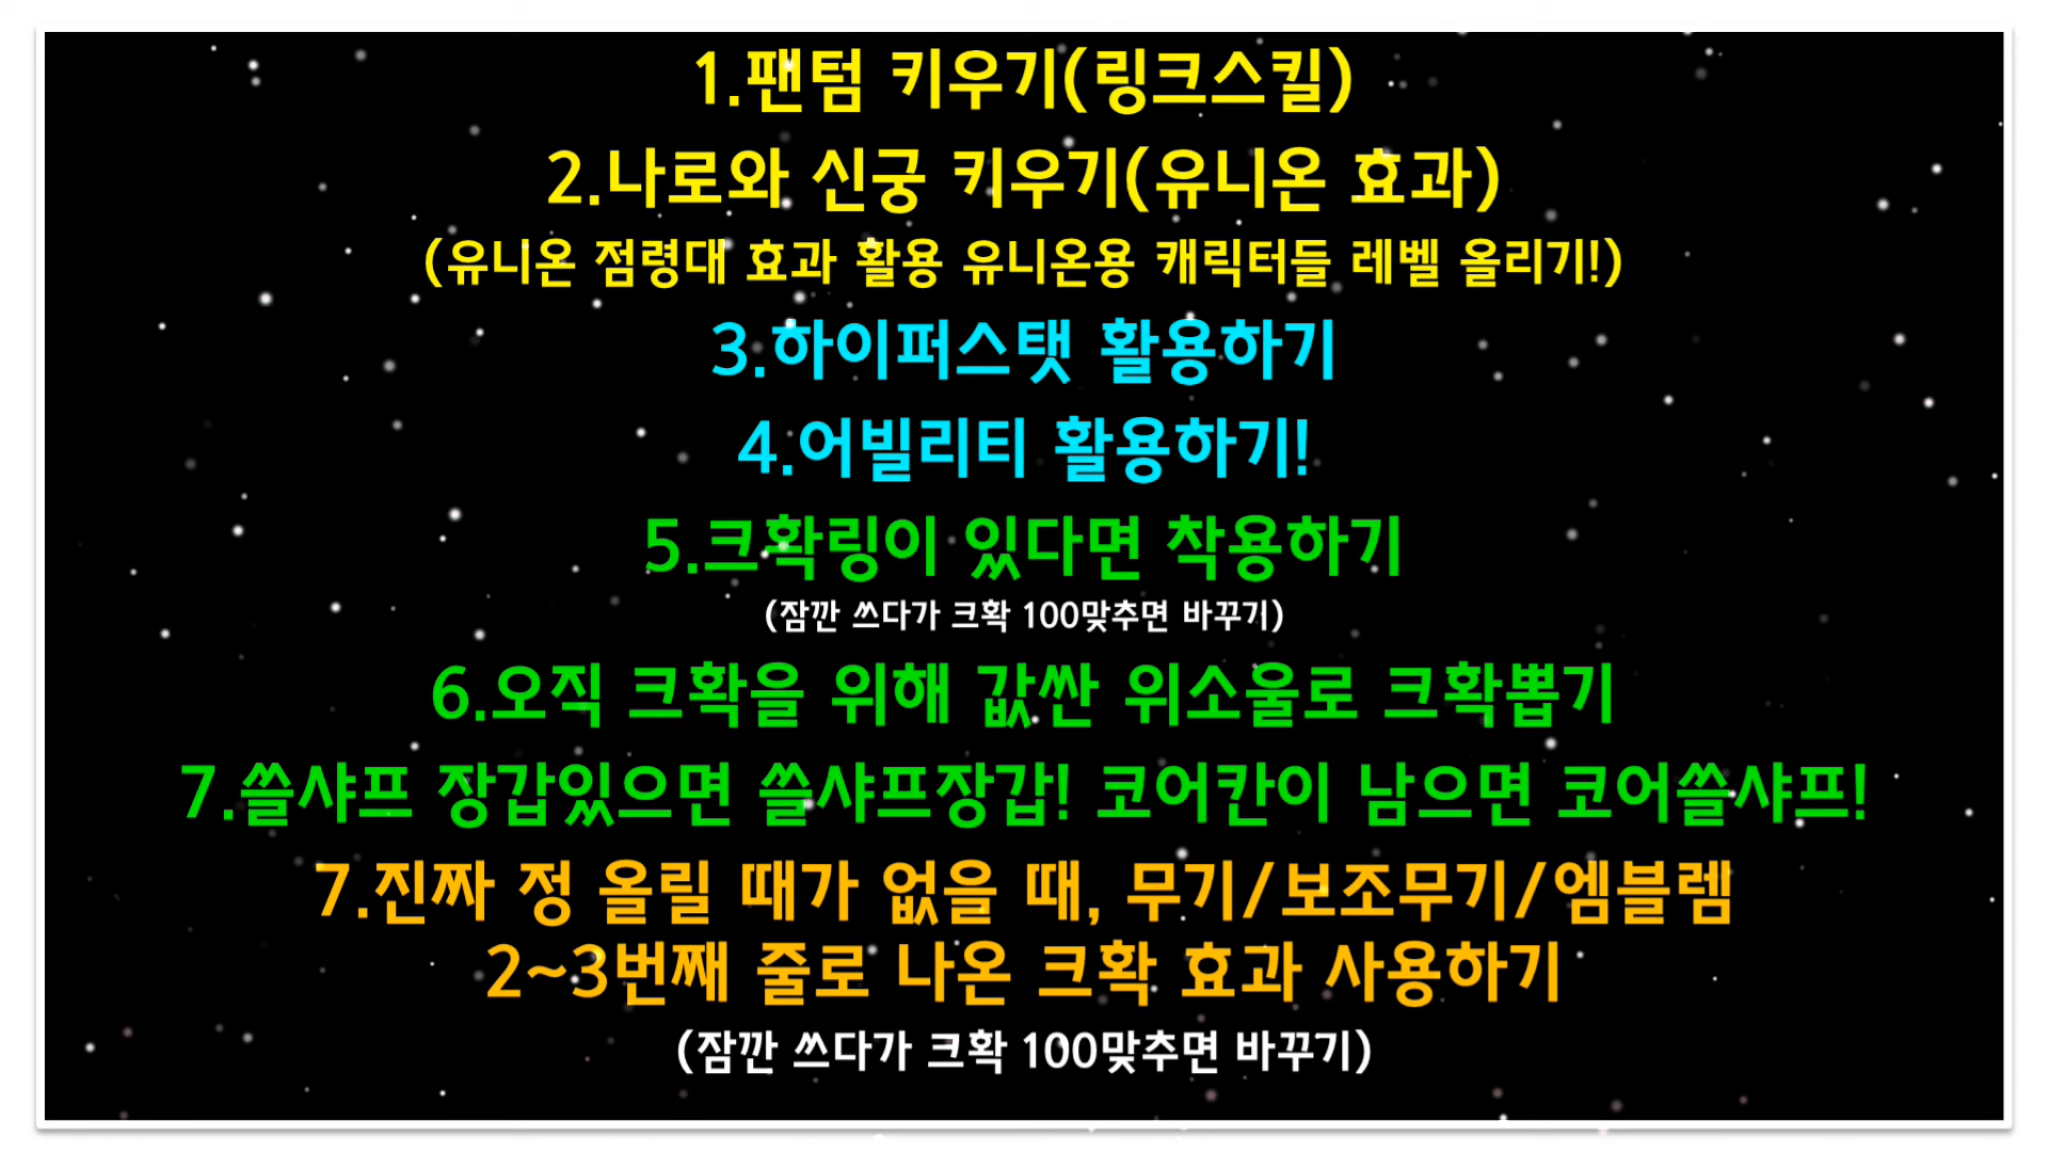 1.팬텀 키우기(링크스킬)
2.나로와 신궁 키우기(유니온 효과)
(유니온 점령대 효과 활용 유니온용 캐릭터들 레벨 올리기!)
3.하이퍼스탯 활용하기
4.어빌리티 활용하기!
5.크확링이 있다면 착용하기
(잠깐 쓰다가 크확 100맞추면 바꾸기)
6.오직 크확을 위해 값싼 위소울로 크확뽑기
7.쓸샤프 장갑있으면 쓸샤프장갑! 코어칸이 남으면 코어쓸샤프!
7.진짜 정 올릴 때가 없을 때, 무기/보조무기/엠블렘
2~3번째 줄로 나온 크확 효과 사용하기
(잠깐 쓰다가 크확 100맞추면 바꾸기)